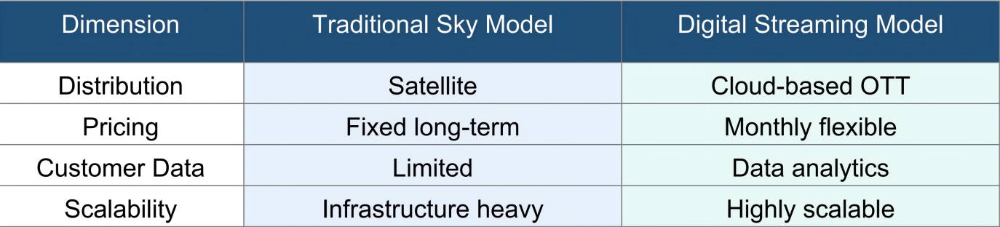 Dimension Traditional Sky Model Digital Streaming Model
Distribution Satellite Cloud-based OTT
Pricing Fixed long-term Monthly flexible
Customer Data Limited Data analytics
Scalability Infrastructure heavy Highly scalable